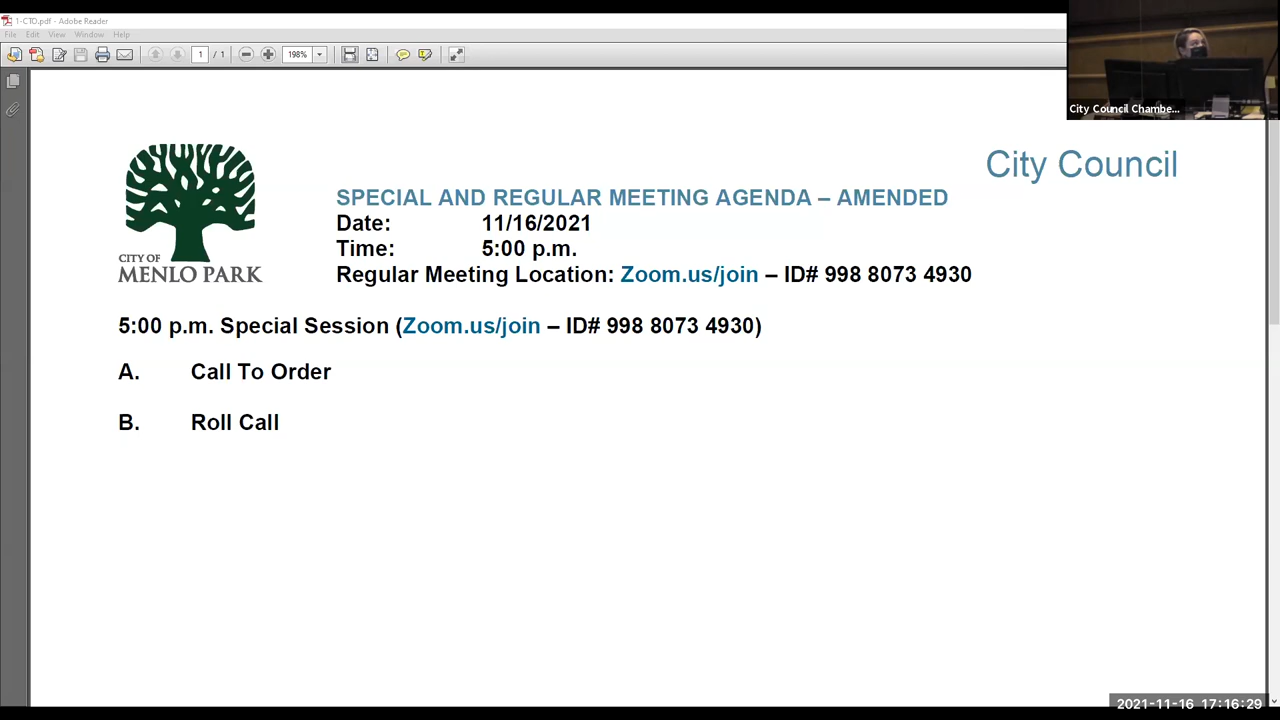 1-CTO.pdf - Adobe Reader
File Edit View Window Help
1 / 1 198%
City Council Chambe...
City Council
CITY OF
MENLO PARK
SPECIAL AND REGULAR MEETING AGENDA – AMENDED
Date: 11/16/2021
Time: 5:00 p.m.
Regular Meeting Location: Zoom.us/join – ID# 998 8073 4930
5:00 p.m. Special Session (Zoom.us/join – ID# 998 8073 4930)
A. Call To Order
B. Roll Call
2021-11-16 17:16:29